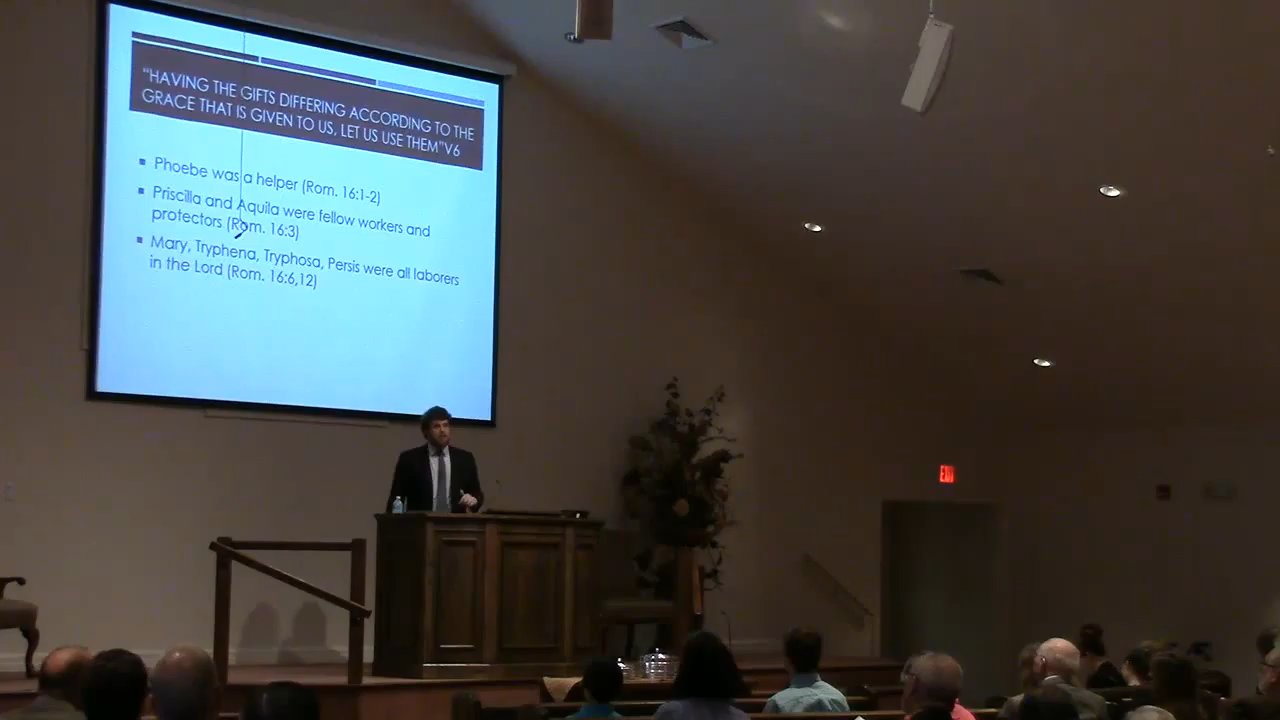 “HAVING THE GIFTS DIFFERING ACCORDING TO THE
GRACE THAT IS GIVEN TO US, LET US USE THEM”V6
Phoebe was a helper (Rom. 16:1-2)
Priscilla and Aquila were fellow workers and
protectors (Rom. 16:3)
Mary, Tryphena, Tryphosa, Persis were all laborers
in the Lord (Rom. 16:6,12)
EXIT